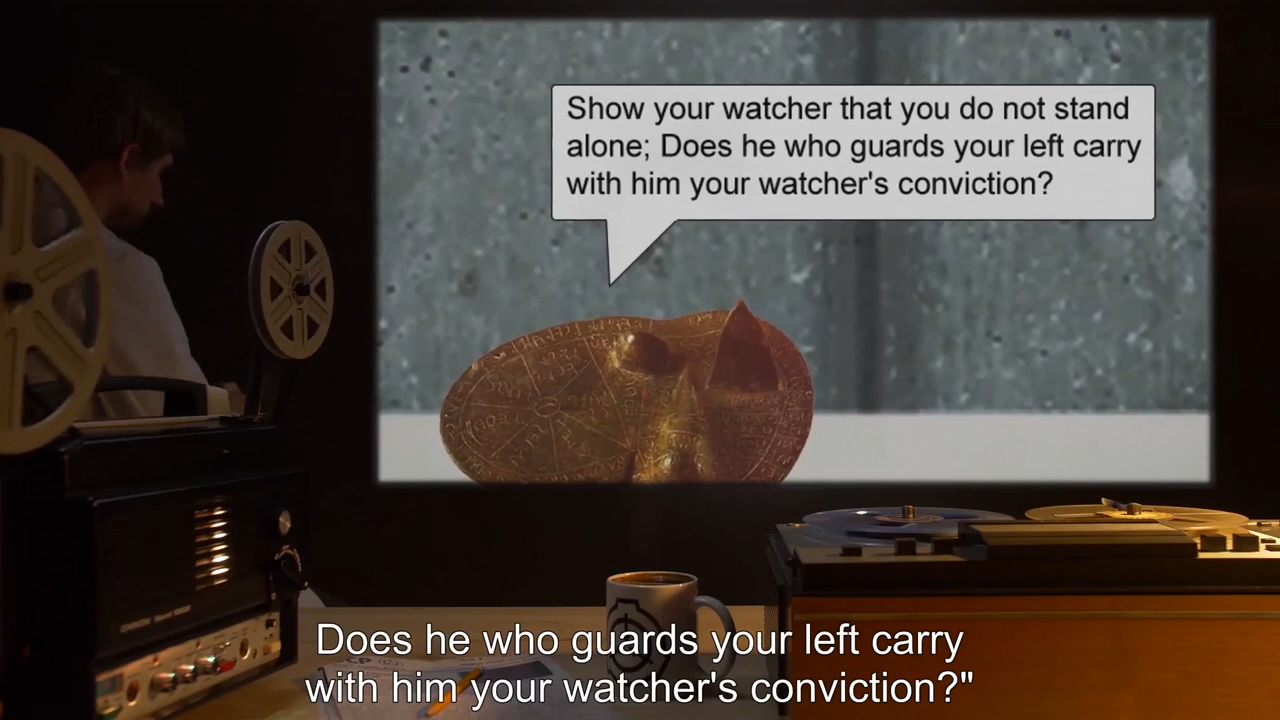 Show your watcher that you do not stand
alone; Does he who guards your left carry
with him your watcher's conviction?
Does he who guards your left carry
with him your watcher's conviction?"